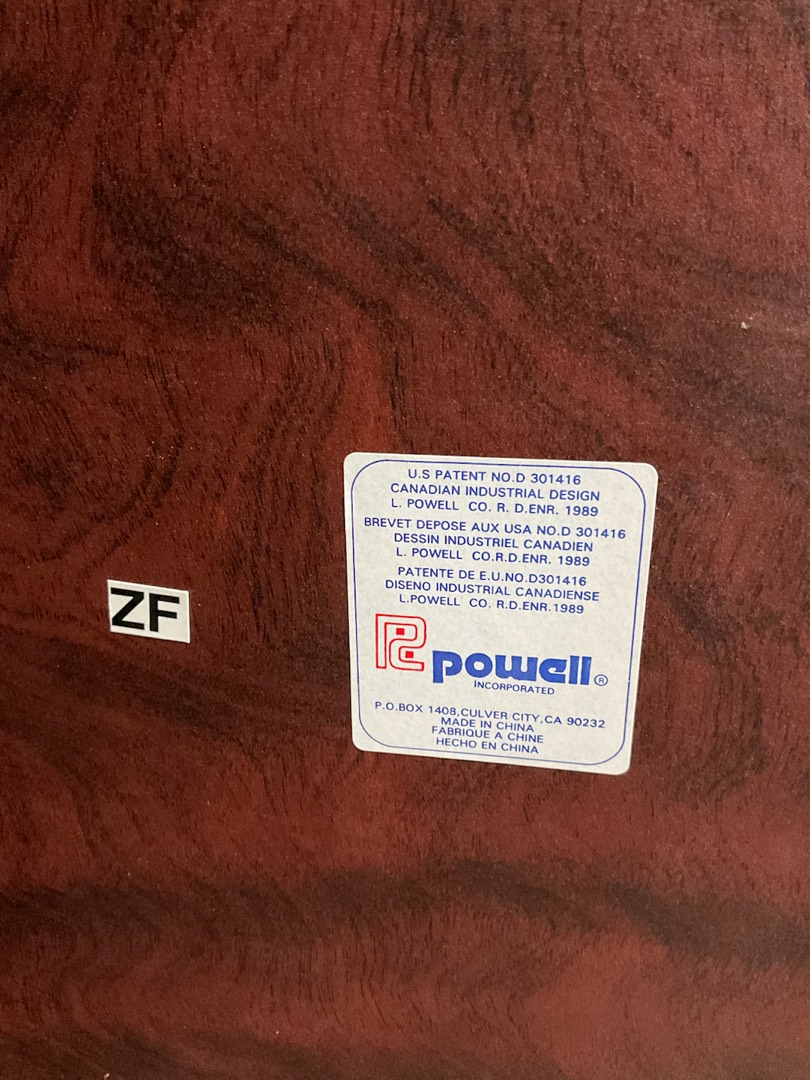 U.S PATENT NO.D 301416
CANADIAN INDUSTRIAL DESIGN
L. POWELL CO. R. D.ENR. 1989
BREVET DEPOSE AUX USA NO.D 301416
DESSIN INDUSTRIEL CANADIEN
L. POWELL CO.R.D.ENR. 1989
PATENTE DE E.U.NO.D301416
DISENO INDUSTRIAL CANADIENSE
L.POWELL CO. R.D.ENR.1989
ZF
powell®
INCORPORATED
P.O.BOX 1408,CULVER CITY,CA 90232
MADE IN CHINA
FABRIQUE A CHINE
HECHO EN CHINA